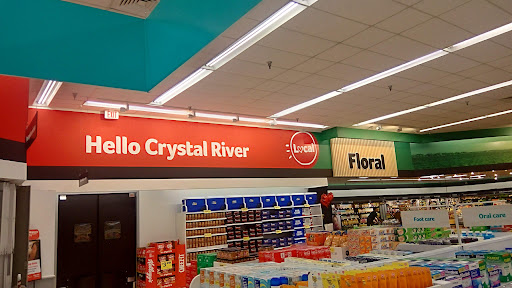 EXIT
Hello Crystal River
Local
Floral
Foot care
Oral care